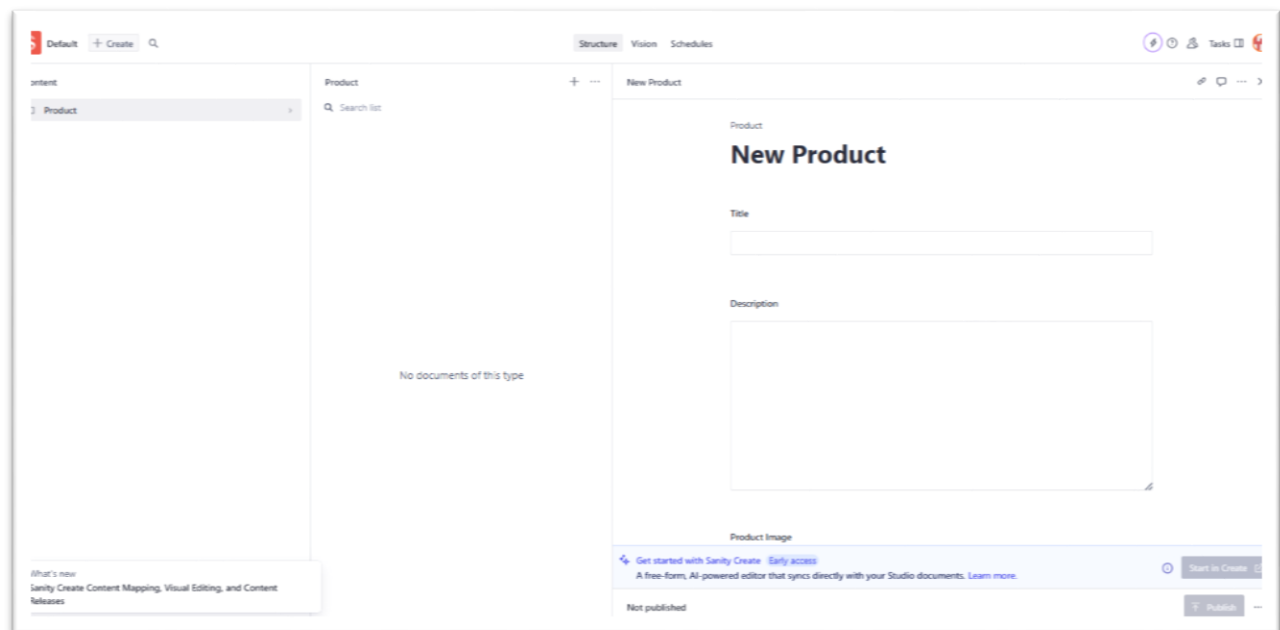 Default + Create
Structure Vision Schedules
Tasks
ontent
Product
Product
Search list
No documents of this type
New Product
Product
New Product
Title
Description
Product Image
Get started with Sanity Create Early access
A free-form, AI-powered editor that syncs directly with your Studio documents. Learn more.
Start in Create
Not published
Publish
What's new
Sanity Create Content Mapping, Visual Editing, and Content
Releases